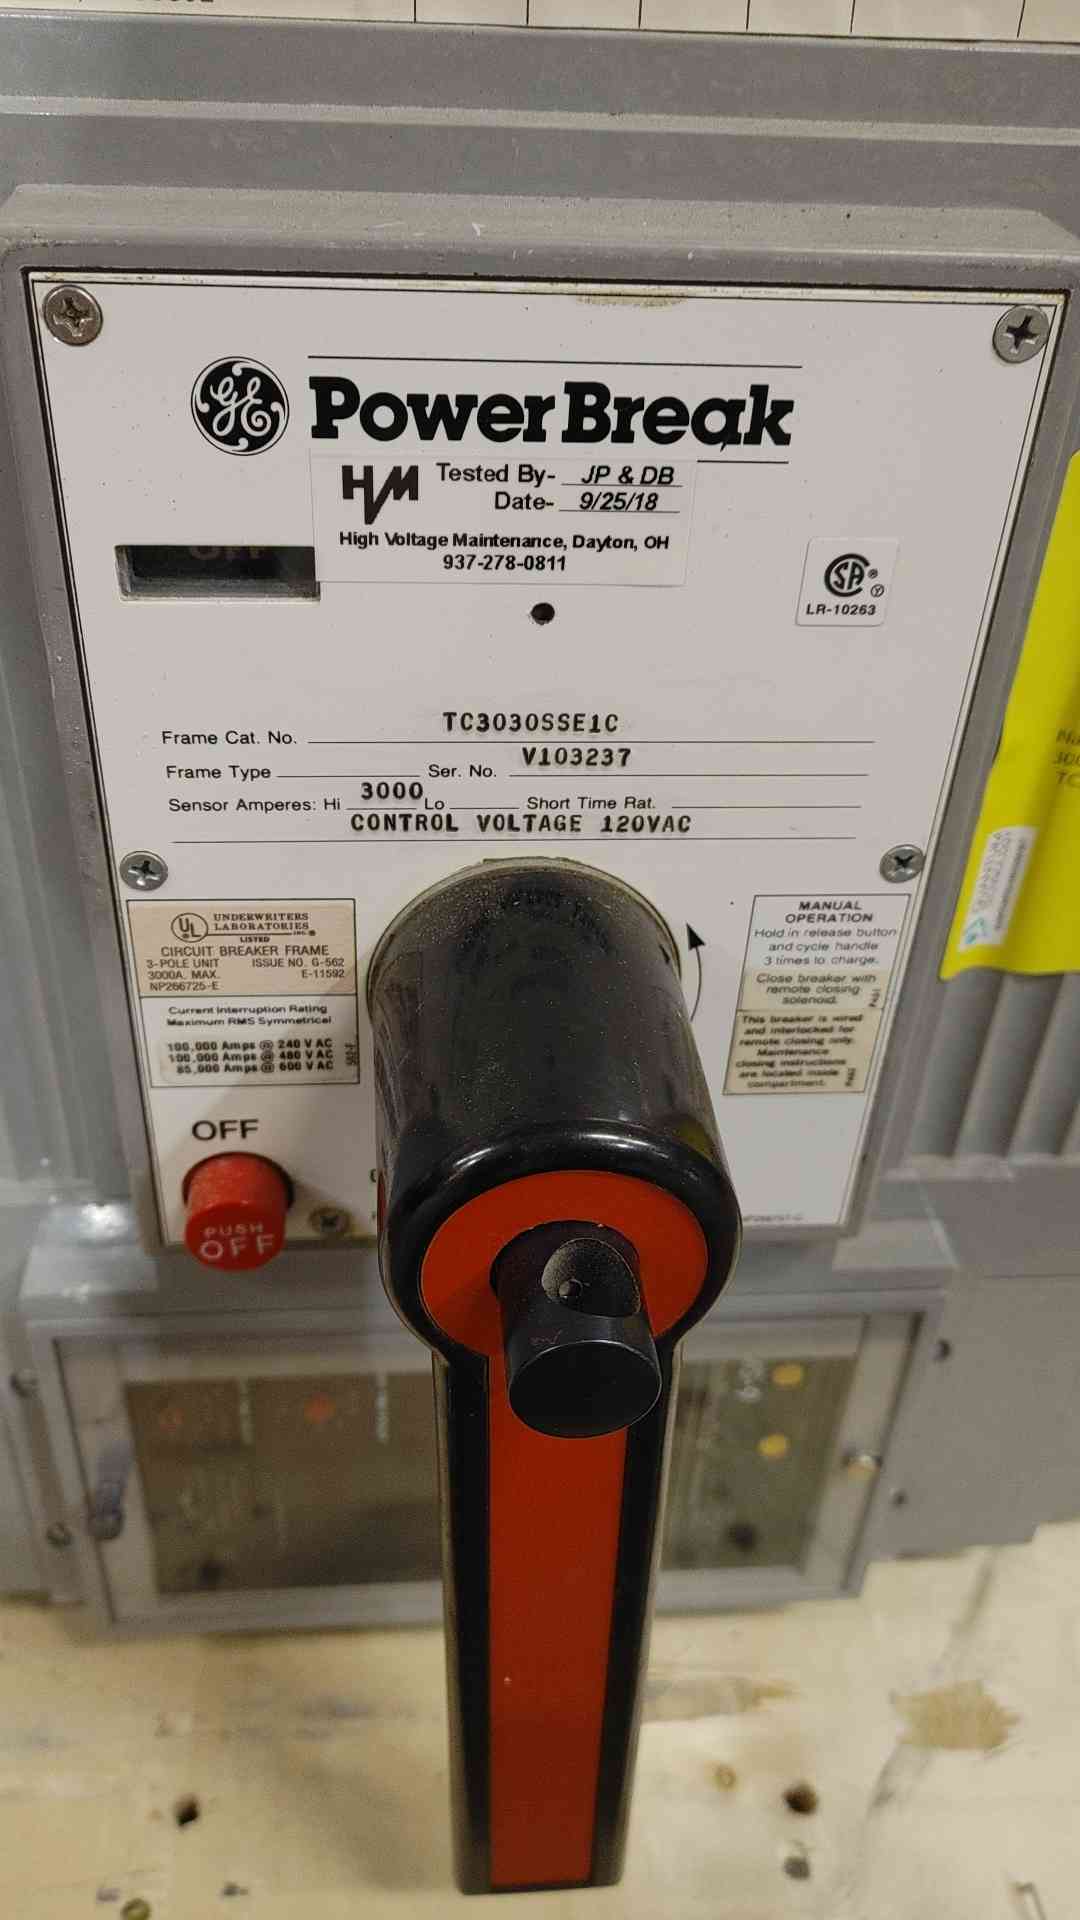 GE PowerBreak
HVM Tested By- JP & DB
Date- 9/25/18
High Voltage Maintenance, Dayton, OH
937-278-0811
OFF
SA ®
LR-10263
Frame Cat. No. TC3030SSE1C
Frame Type Ser. No. V103237
Sensor Amperes: Hi 3000 Lo Short Time Rat.
CONTROL VOLTAGE 120VAC
UL UNDERWRITERS
LABORATORIES INC.®
LISTED
CIRCUIT BREAKER FRAME
3-POLE UNIT ISSUE NO. G-562
3000A. MAX. E-11592
NP266725-E
Current Interruption Rating
Maximum RMS Symmetrical
100,000 Amps @ 240 V AC
100,000 Amps @ 480 V AC
85,000 Amps @ 600 V AC
MANUAL
OPERATION
Hold in release button
and cycle handle
3 times to charge.
Close breaker with
remote closing
solenoid.
This breaker is wired
and interlocked for
remote closing only.
Maintenance
closing instructions
are located inside
compartment.
OFF
PUSH
OFF